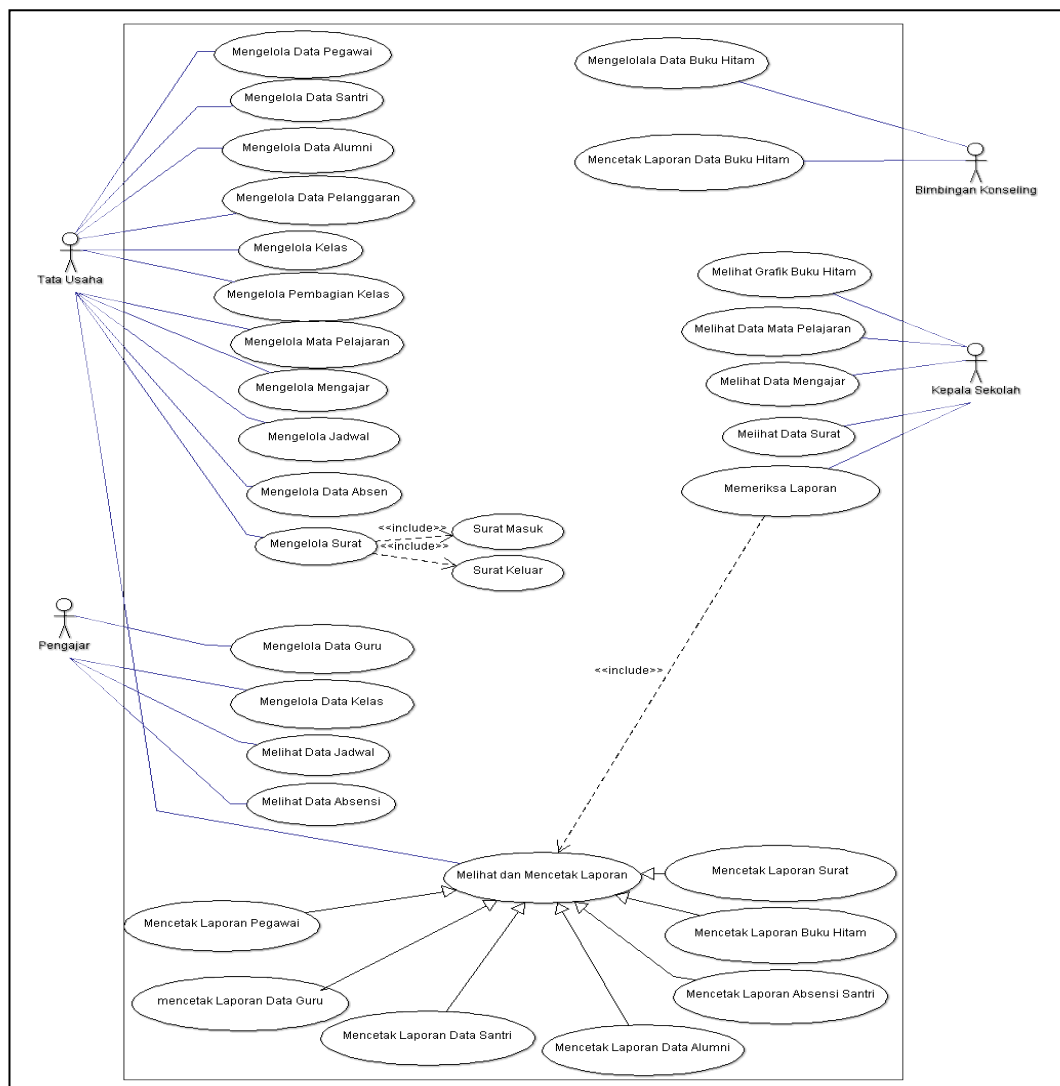 Mengelola Data Pegawai
Mengelolala Data Buku Hitam
Mengelola Data Santri
Mengelola Data Alumni
Mencetak Laporan Data Buku Hitam
Bimbingan Konseling
Mengelola Data Pelanggaran
Mengelola Kelas
Tata Usaha
Melihat Grafik Buku Hitam
Mengelola Pembagian Kelas
Melihat Data Mata Pelajaran
Mengelola Mata Pelajaran
Melihat Data Mengajar
Kepala Sekolah
Mengelola Mengajar
Mengelola Jadwal
Meiihat Data Surat
Mengelola Data Absen
Memeriksa Laporan
<<include>>
Surat Masuk
Mengelola Surat
<<include>>
Surat Keluar
Pengajar
Mengelola Data Guru
<<include>>
Mengelola Data Kelas
Melihat Data Jadwal
Melihat Data Absensi
Melihat dan Mencetak Laporan
Mencetak Laporan Surat
Mencetak Laporan Pegawai
Mencetak Laporan Buku Hitam
mencetak Laporan Data Guru
Mencetak Laporan Absensi Santri
Mencetak Laporan Data Santri
Mencetak Laporan Data Alumni